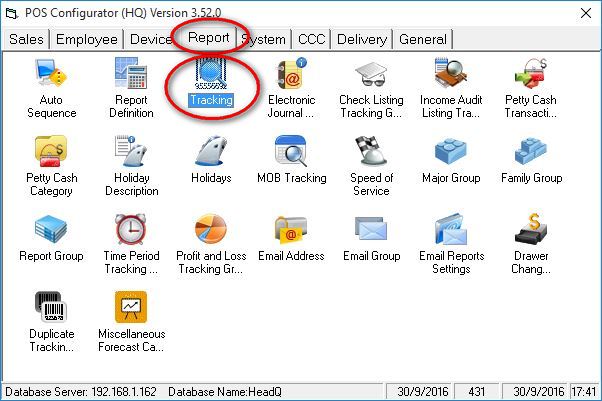 POS Configurator (HQ) Version 3.52.0
Sales Employee Device Report System CCC Delivery General
Auto Sequence
Report Definition
Tracking
Electronic Journal ...
Check Listing Tracking G...
Income Audit Listing Tra...
Petty Cash Transacti...
Petty Cash Category
Holiday Description
Holidays
MOB Tracking
Speed of Service
Major Group
Family Group
Report Group
Time Period Tracking ...
Profit and Loss Tracking Gr...
Email Address
Email Group
Email Reports Settings
Drawer Chang...
Duplicate Trackin...
Miscellaneous Forecast Ca...
Database Server: 192.168.1.162 Database Name:HeadQ 30/9/2016 431 30/9/2016 17:41